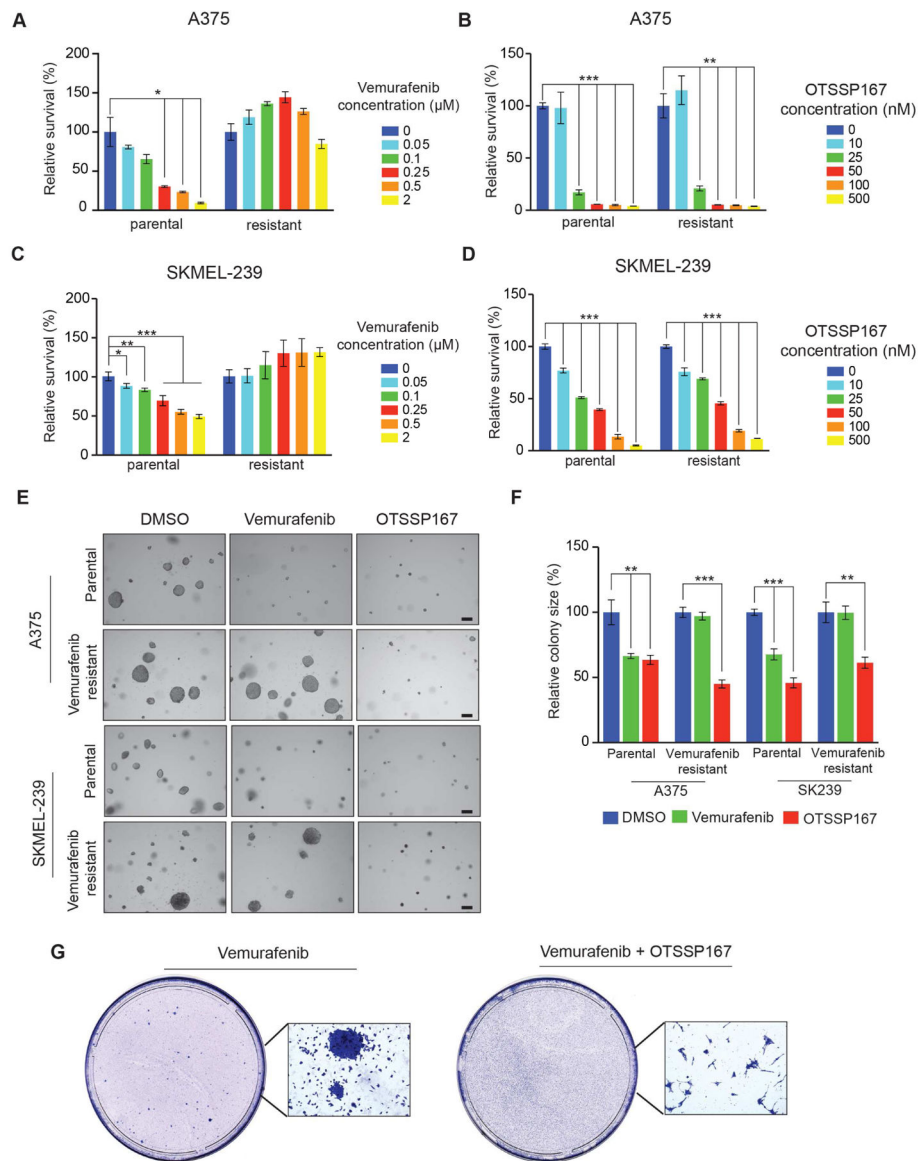 A
A375
Relative survival (%)
200
150
100
50
0
*
parental
resistant
Vemurafenib
concentration (µM)
0
0.05
0.1
0.25
0.5
2
B
A375
Relative survival (%)
150
100
50
0
***
**
parental
resistant
OTSSP167
concentration (nM)
0
10
25
50
100
500
C
SKMEL-239
Relative survival (%)
200
150
100
50
0
***
**
*
parental
resistant
Vemurafenib
concentration (µM)
0
0.05
0.1
0.25
0.5
2
D
SKMEL-239
Relative survival (%)
150
100
50
0
***
***
parental
resistant
OTSSP167
concentration (nM)
0
10
25
50
100
500
E
DMSO
Vemurafenib
OTSSP167
A375
Parental
Vemurafenib
resistant
SKMEL-239
Parental
Vemurafenib
resistant
F
Relative colony size (%)
150
100
50
0
**
***
***
**
Parental
Vemurafenib
resistant
Parental
Vemurafenib
resistant
A375
SK239
DMSO
Vemurafenib
OTSSP167
G
Vemurafenib
Vemurafenib + OTSSP167